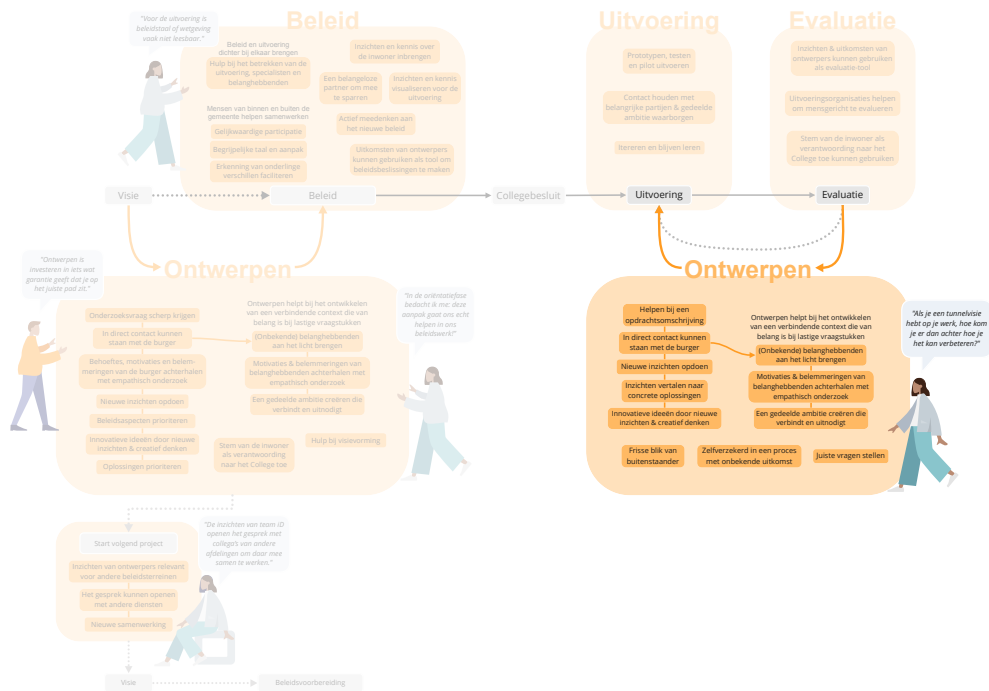 Beleid
"Voor de uitvoering is
beleidstaal of wetgeving
vaak niet leesbaar."
Beleid en uitvoering
dichter bij elkaar brengen
Hulp bij het betrekken van de
uitvoering, specialisten en
belanghebbenden
Mensen van binnen en buiten de
gemeente helpen samenwerken
Gelijkwaardige participatie
Begrijpelijke taal en aanpak
Erkenning van onderlinge
verschillen faciliteren
Inzichten en kennis over
de inwoner inbrengen
Een belangeloze
partner om mee
te sparren
Inzichten en kennis
visualiseren voor de
uitvoering
Actief meedenken aan
het nieuwe beleid
Uitkomsten van ontwerpers
kunnen gebruiken als tool om
beleidsbeslissingen te maken
Uitvoering
Prototypen, testen
en pilot uitvoeren
Contact houden met
belangrijke partijen & gedeelde
ambitie waarborgen
Itereren en blijven leren
Evaluatie
Inzichten & uitkomsten van
ontwerpers kunnen gebruiken
als evaluatie-tool
Uitvoeringsorganisaties helpen
om mensgericht te evalueren
Stem van de inwoner als
verantwoording naar het
College toe kunnen gebruiken
Visie
Beleid
Collegebesluit
Uitvoering
Evaluatie
Ontwerpen
"Ontwerpen is
investeren in iets wat
garantie geeft dat je op
het juiste pad zit."
Onderzoeksvraag scherp krijgen
In direct contact kunnen
staan met de burger
Behoeftes, motivaties en belem-
meringen van de burger achterhalen
met empathisch onderzoek
Nieuwe inzichten opdoen
Beleidsaspecten prioriteren
Innovatieve ideeën door nieuwe
inzichten & creatief denken
Oplossingen prioriteren
Ontwerpen helpt bij het ontwikkelen
van een verbindende context die van
belang is bij lastige vraagstukken
(Onbekende) belanghebbenden
aan het licht brengen
Motivaties & belemmeringen van
belanghebbenden achterhalen met
empathisch onderzoek
Een gedeelde ambitie creëren die
verbindt en uitnodigt
Stem van de inwoner
als verantwoording
naar het College toe
Hulp bij visievorming
"In de oriëntatiefase
bedacht ik me: deze
aanpak gaat ons echt
helpen in ons
beleidswerk!"
Ontwerpen
Helpen bij een
opdrachtsomschrijving
In direct contact kunnen
staan met de burger
Nieuwe inzichten opdoen
Inzichten vertalen naar
concrete oplossingen
Innovatieve ideeën door nieuwe
inzichten & creatief denken
Ontwerpen helpt bij het ontwikkelen
van een verbindende context die van
belang is bij lastige vraagstukken
(Onbekende) belanghebbenden
aan het licht brengen
Motivaties & belemmeringen van
belanghebbenden achterhalen met
empathisch onderzoek
Een gedeelde ambitie creëren die
verbindt en uitnodigt
Frisse blik van
buitenstaander
Zelfverzekerd in een proces
met onbekende uitkomst
Juiste vragen stellen
"Als je een tunnelvisie
hebt op je werk, hoe kom
je er dan achter hoe je
het kan verbeteren?"
Start volgend project
Inzichten van ontwerpers relevant
voor andere beleidsterreinen
Het gesprek kunnen openen
met andere diensten
Nieuwe samenwerking
"De inzichten van team ID
openen het gesprek met
collega's van andere
afdelingen om daar mee
samen te werken."
Visie
Beleidsvoorbereiding